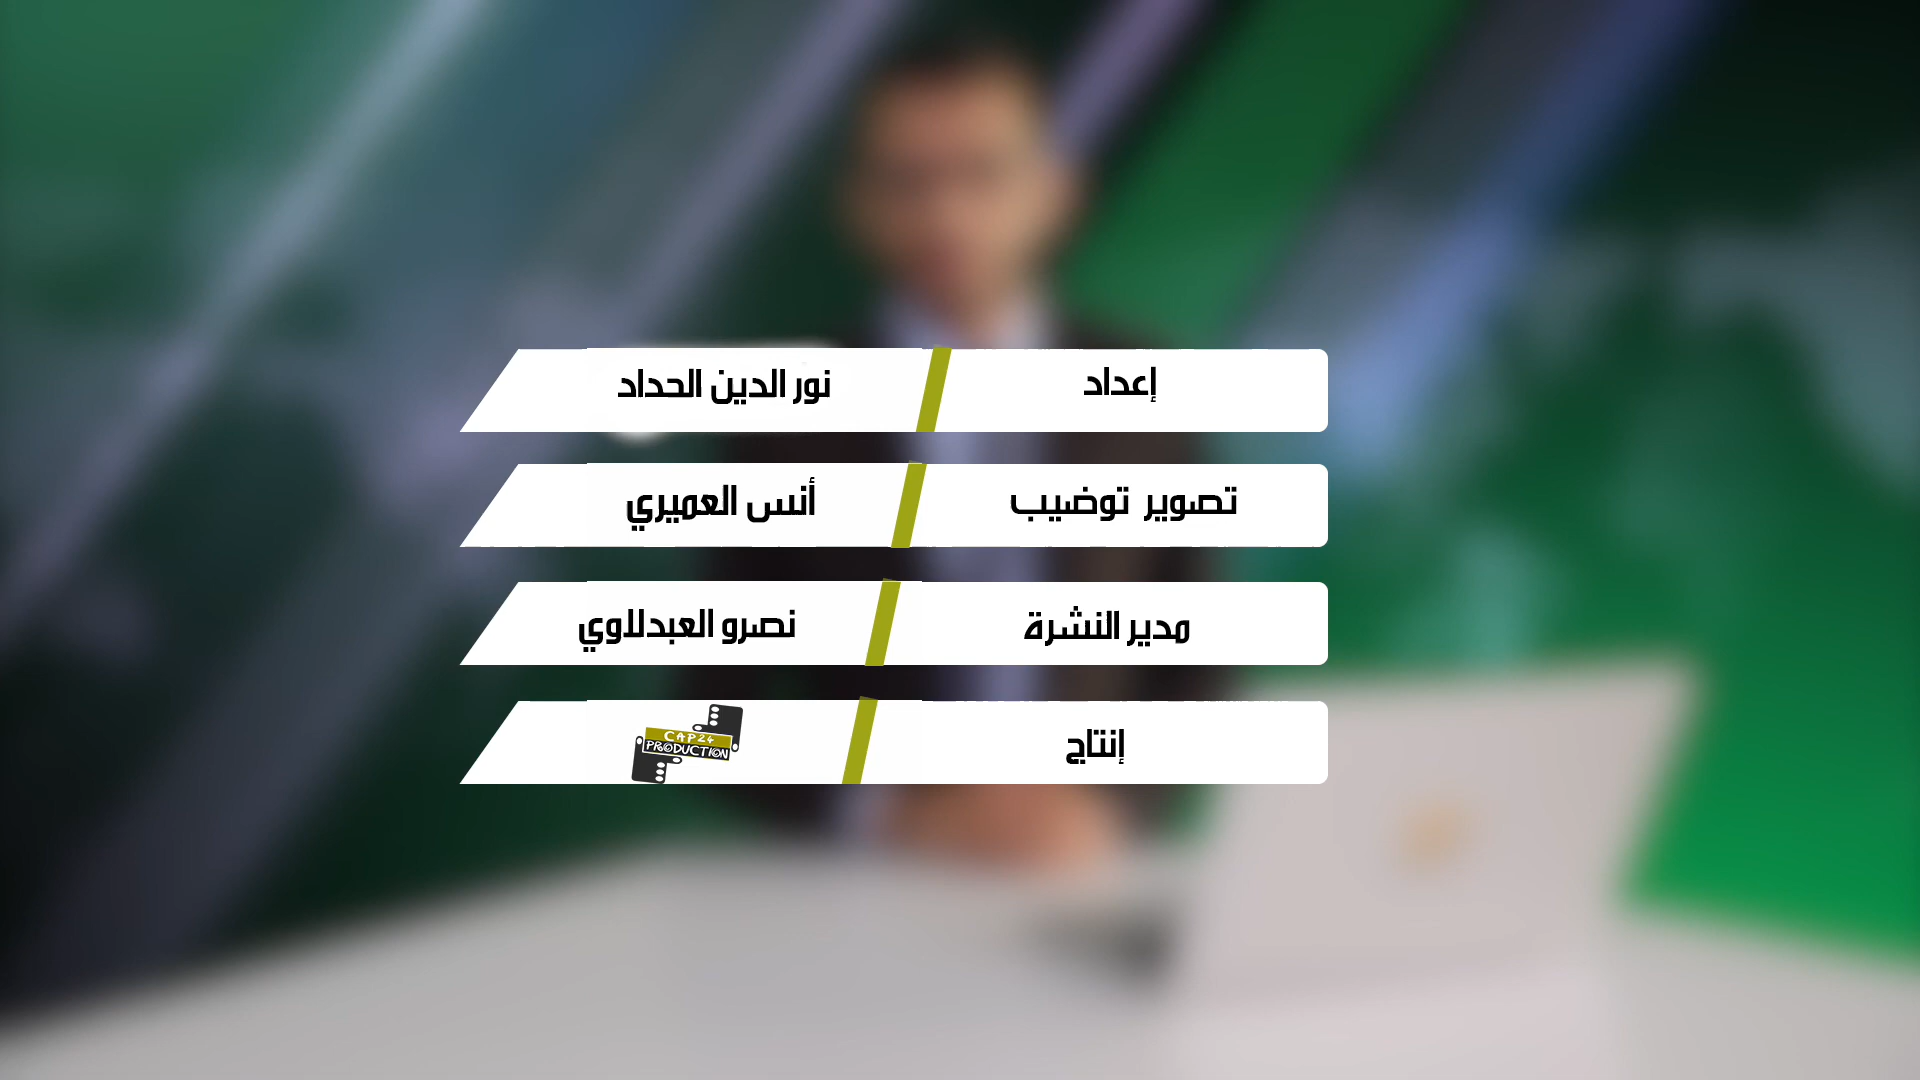 إعداد نور الدين الحداد
تصوير توضيب أنس العميري
مدير النشرة نصرو العبدلاوي
إنتاج CAP24
PRODUCTION